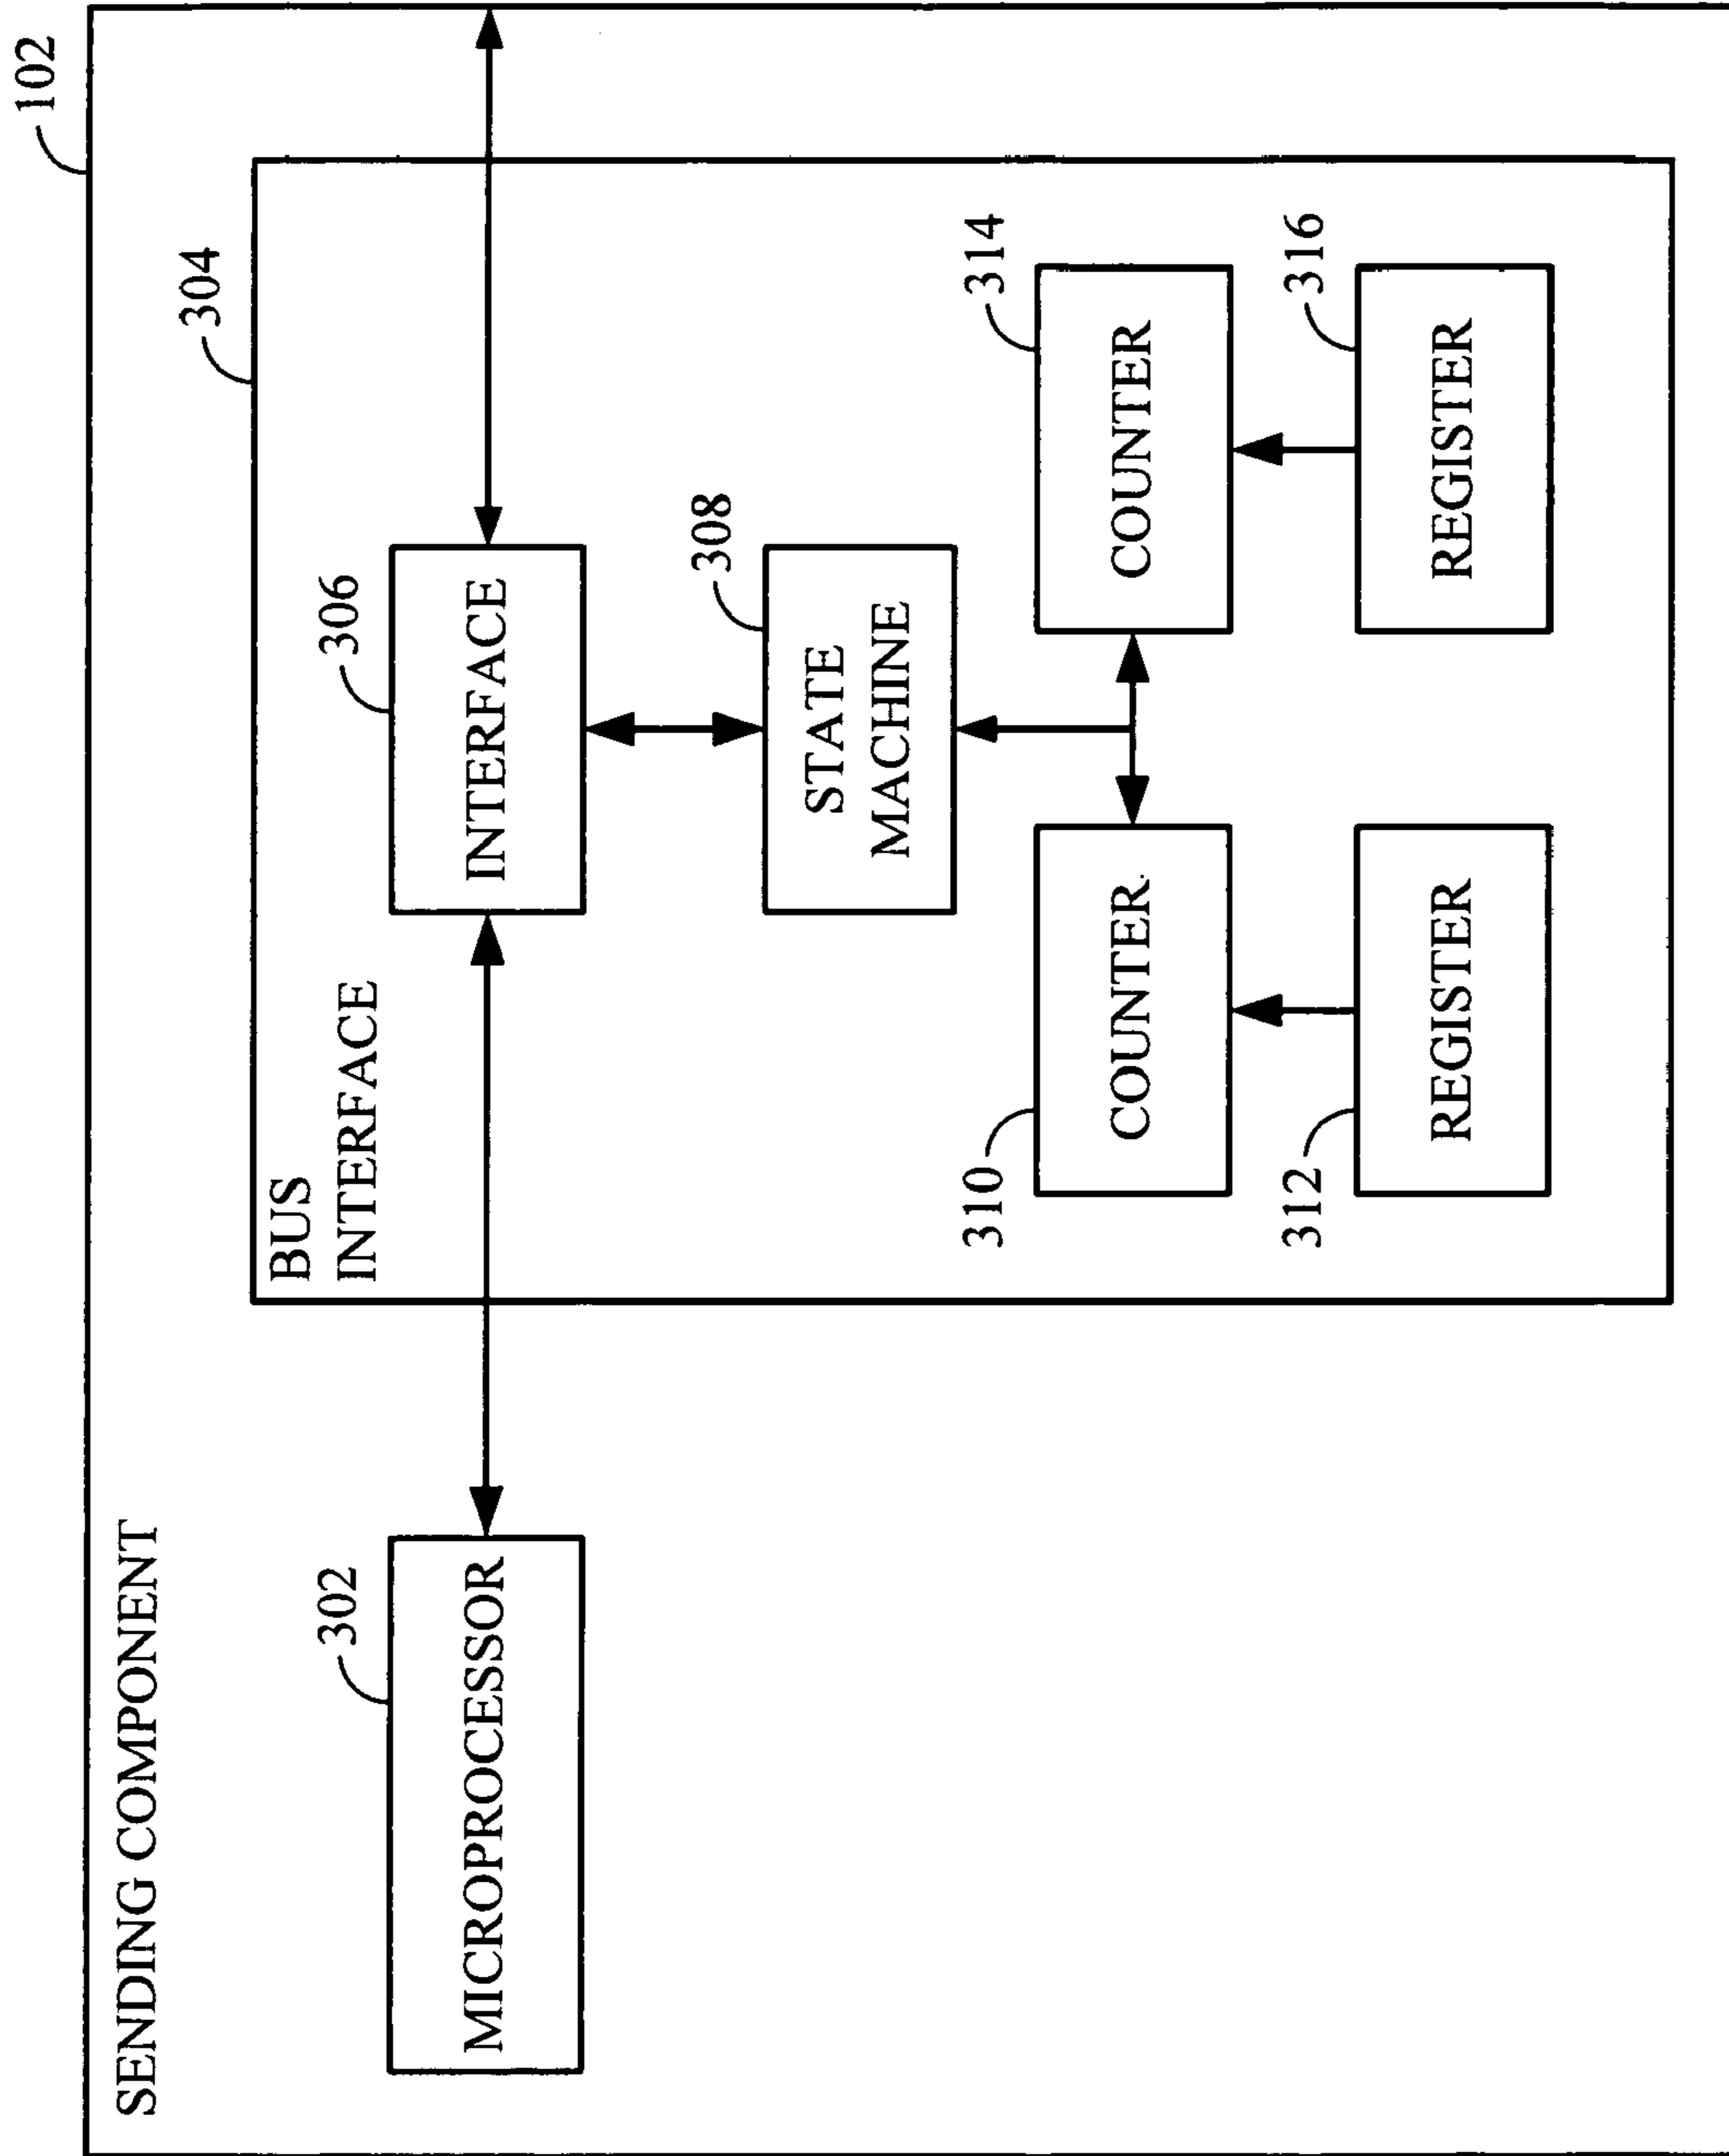 102
SENDING COMPONENT
304
BUS
INTERFACE
302
306
MICROPROCESSOR
INTERFACE
308
STATE
MACHINE
310
314
COUNTER
COUNTER
312
316
REGISTER
REGISTER